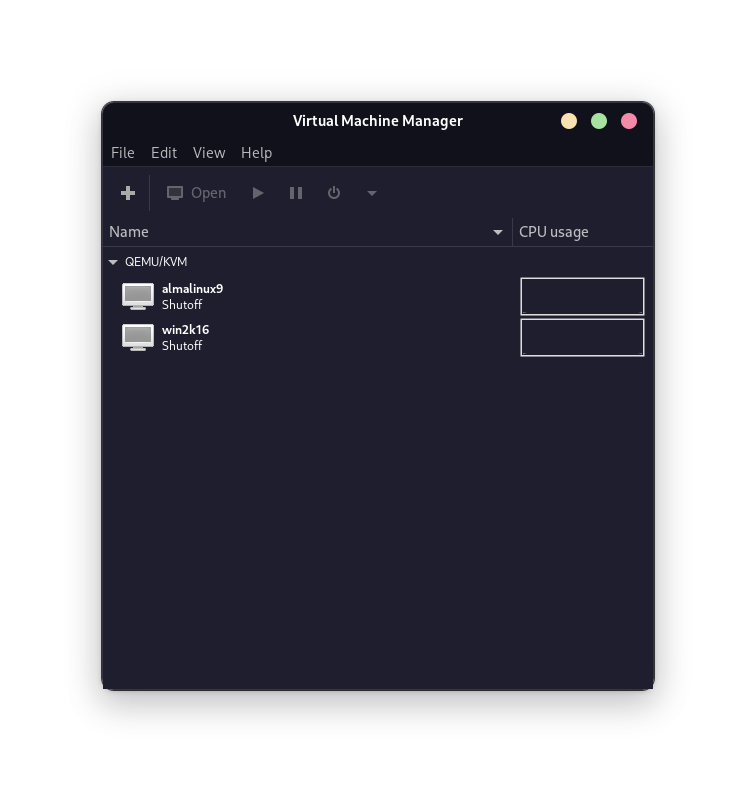 Virtual Machine Manager
File Edit View Help
Open
Name CPU usage
QEMU/KVM
almalinux9
Shutoff
win2k16
Shutoff